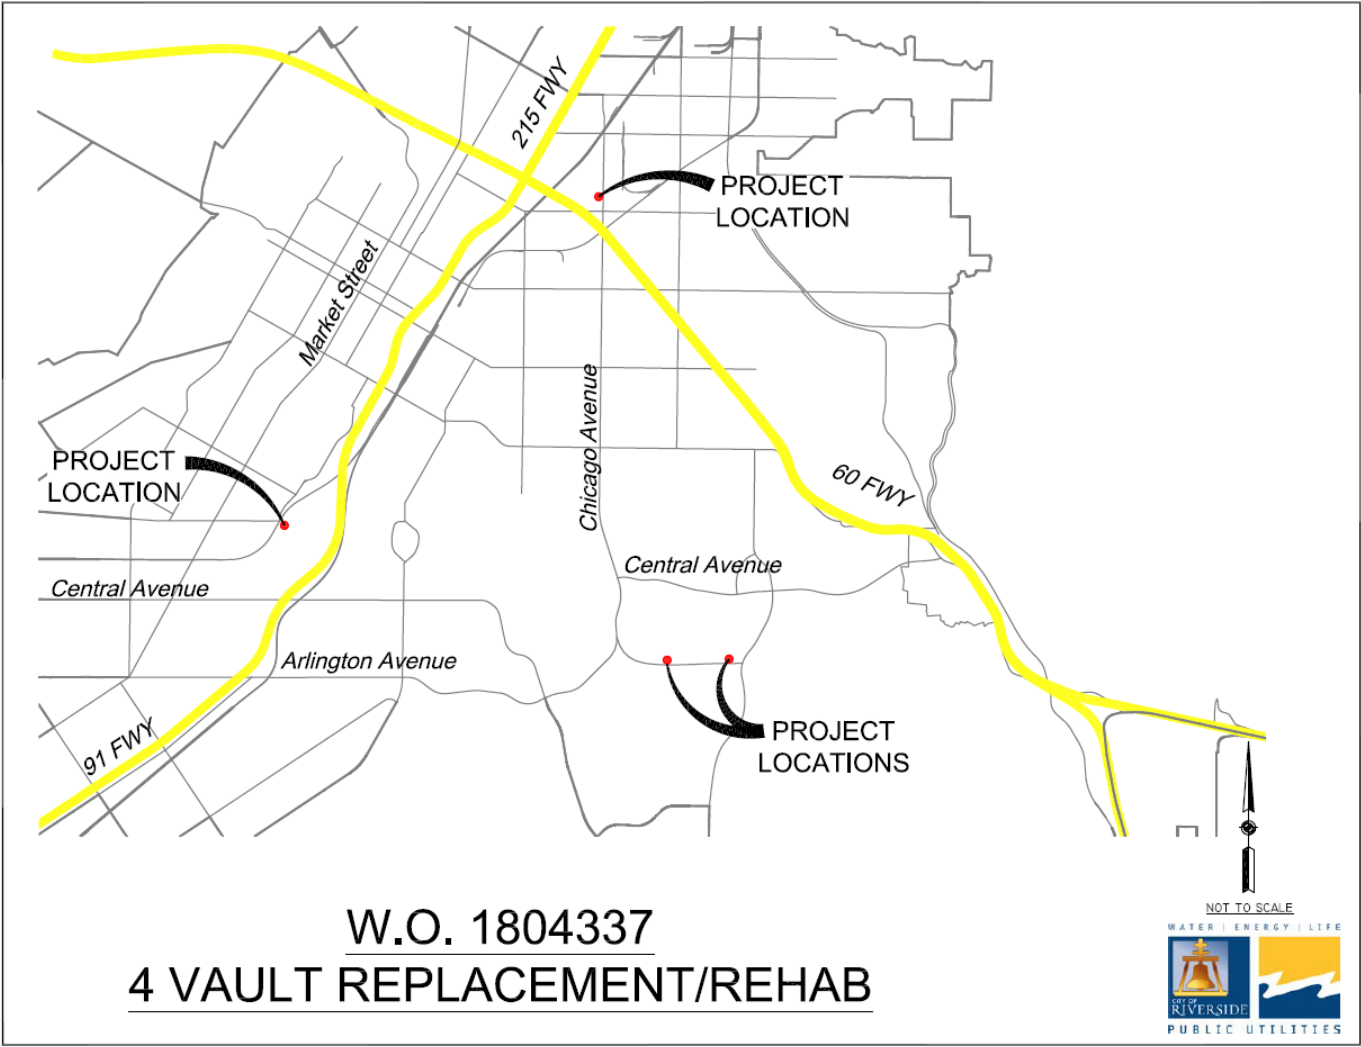 215 FWY
PROJECT
LOCATION
Market Street
Chicago Avenue
PROJECT
LOCATION
60 FWY
Central Avenue
Central Avenue
Arlington Avenue
91 FWY
PROJECT
LOCATIONS
NOT TO SCALE
W.O. 1804337
4 VAULT REPLACEMENT/REHAB
WATER | ENERGY | LIFE
CITY OF
RIVERSIDE
PUBLIC UTILITIES